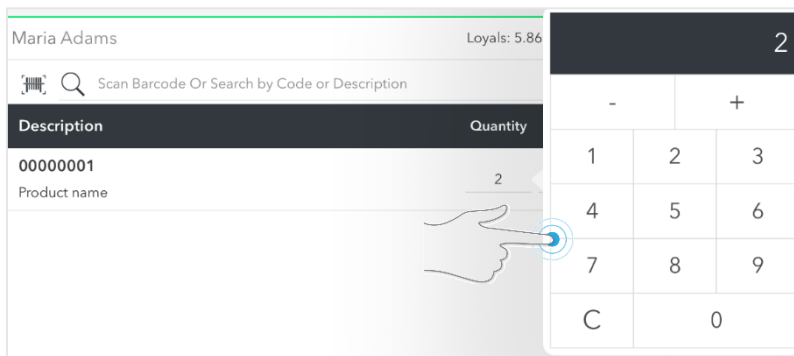 Maria Adams Loyals: 5.86
Scan Barcode Or Search by Code or Description
Description Quantity
00000001
Product name
2
2
- +
1 2 3
4 5 6
7 8 9
C 0